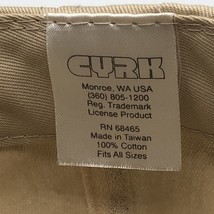 CYRK
Monroe, WA USA
(360) 805-1200
Reg. Trademark
License Product
RN 68465
Made in Taiwan
100% Cotton
Fits All Sizes